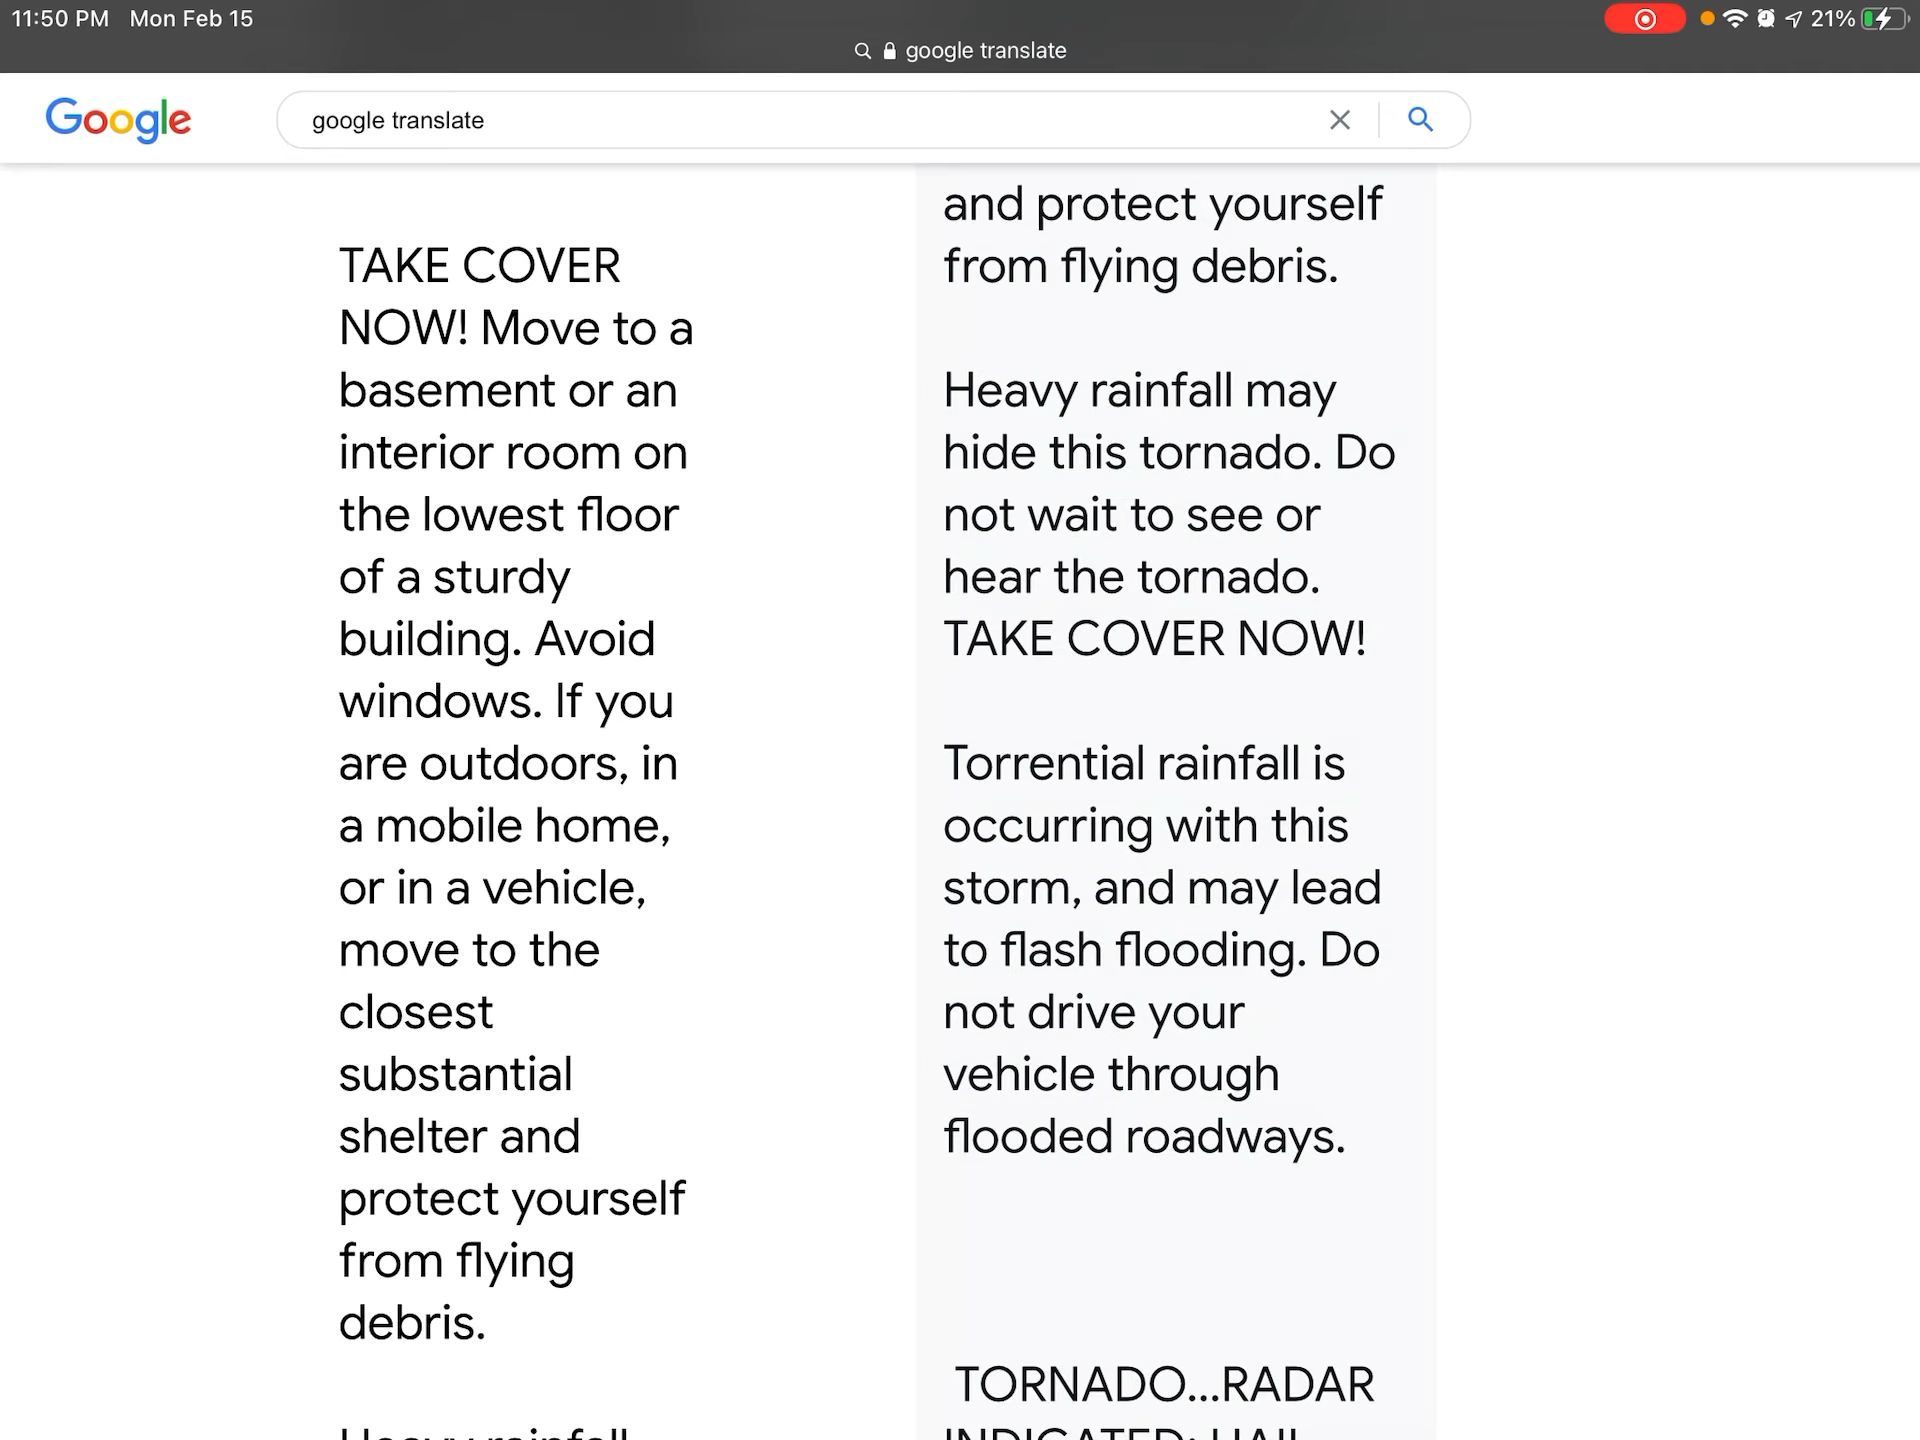 11:50 PM Mon Feb 15
21%
google translate
Google
google translate
TAKE COVER
NOW! Move to a
basement or an
interior room on
the lowest floor
of a sturdy
building. Avoid
windows. If you
are outdoors, in
a mobile home,
or in a vehicle,
move to the
closest
substantial
shelter and
protect yourself
from flying
debris.
Heavy rainfall
and protect yourself
from flying debris.
Heavy rainfall may
hide this tornado. Do
not wait to see or
hear the tornado.
TAKE COVER NOW!
Torrential rainfall is
occurring with this
storm, and may lead
to flash flooding. Do
not drive your
vehicle through
flooded roadways.
TORNADO...RADAR
INDICATED; HAIL